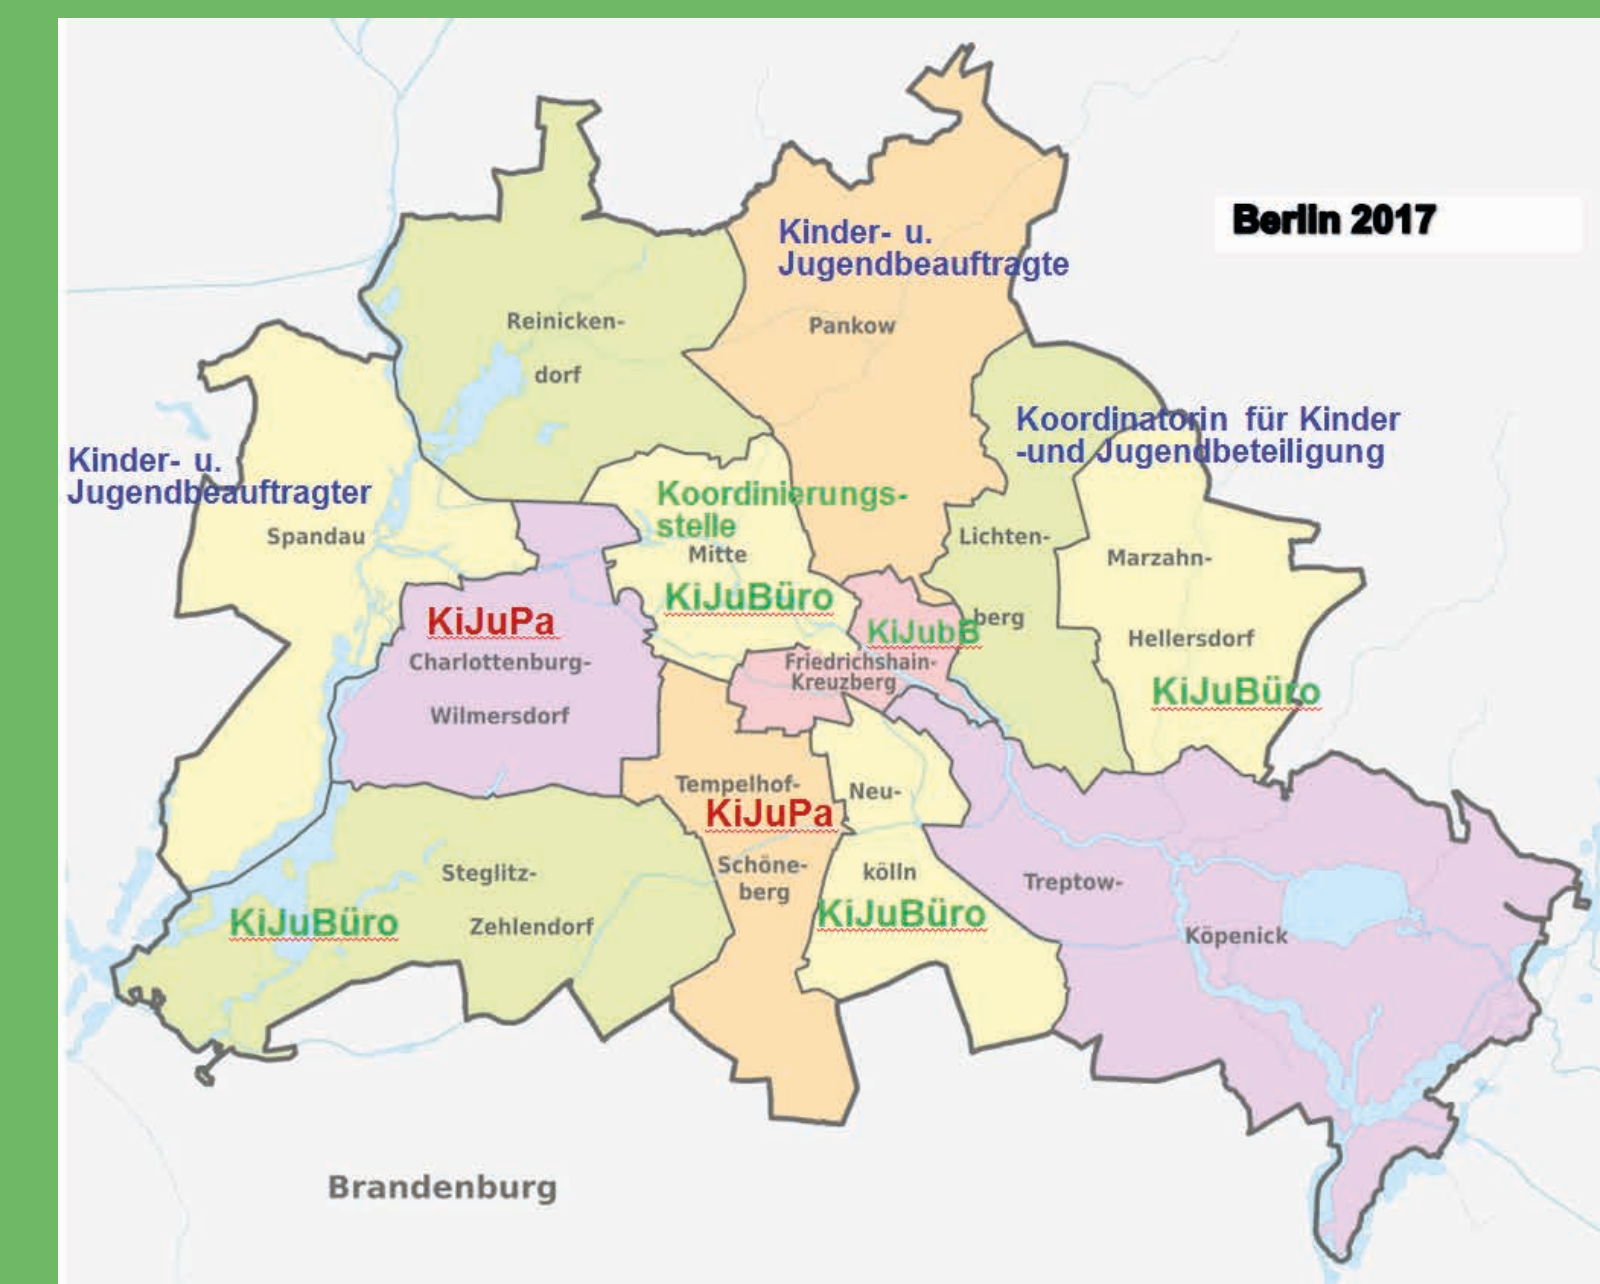 Berlin 2017
Kinder- u.
Jugendbeauftragte
Pankow
Reinicken-
dorf
Koordinatorin für Kinder
-und Jugendbeteiligung
Kinder- u.
Jugendbeauftragter
Spandau
Koordinierungs-
stelle
Mitte
KiJuBüro
Lichten-
berg
Marzahn-
Hellersdorf
KiJuBüro
KiJuPa
Charlottenburg-
Wilmersdorf
KiJubB
Friedrichshain-
Kreuzberg
Tempelhof-
KiJuPa
Schöne-
berg
Neu-
kölln
KiJuBüro
Steglitz-
Zehlendorf
KiJuBüro
Treptow-
Köpenick
Brandenburg